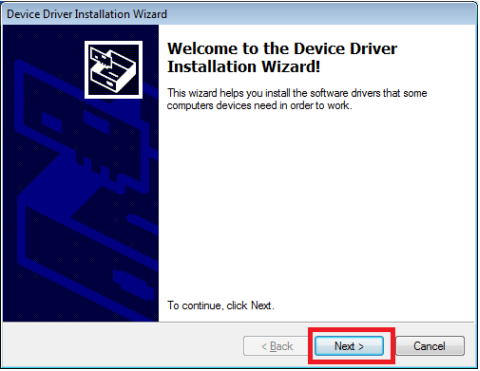 Device Driver Installation Wizard
Welcome to the Device Driver
Installation Wizard!
This wizard helps you install the software drivers that some
computers devices need in order to work.
To continue, click Next.
< Back
Next >
Cancel